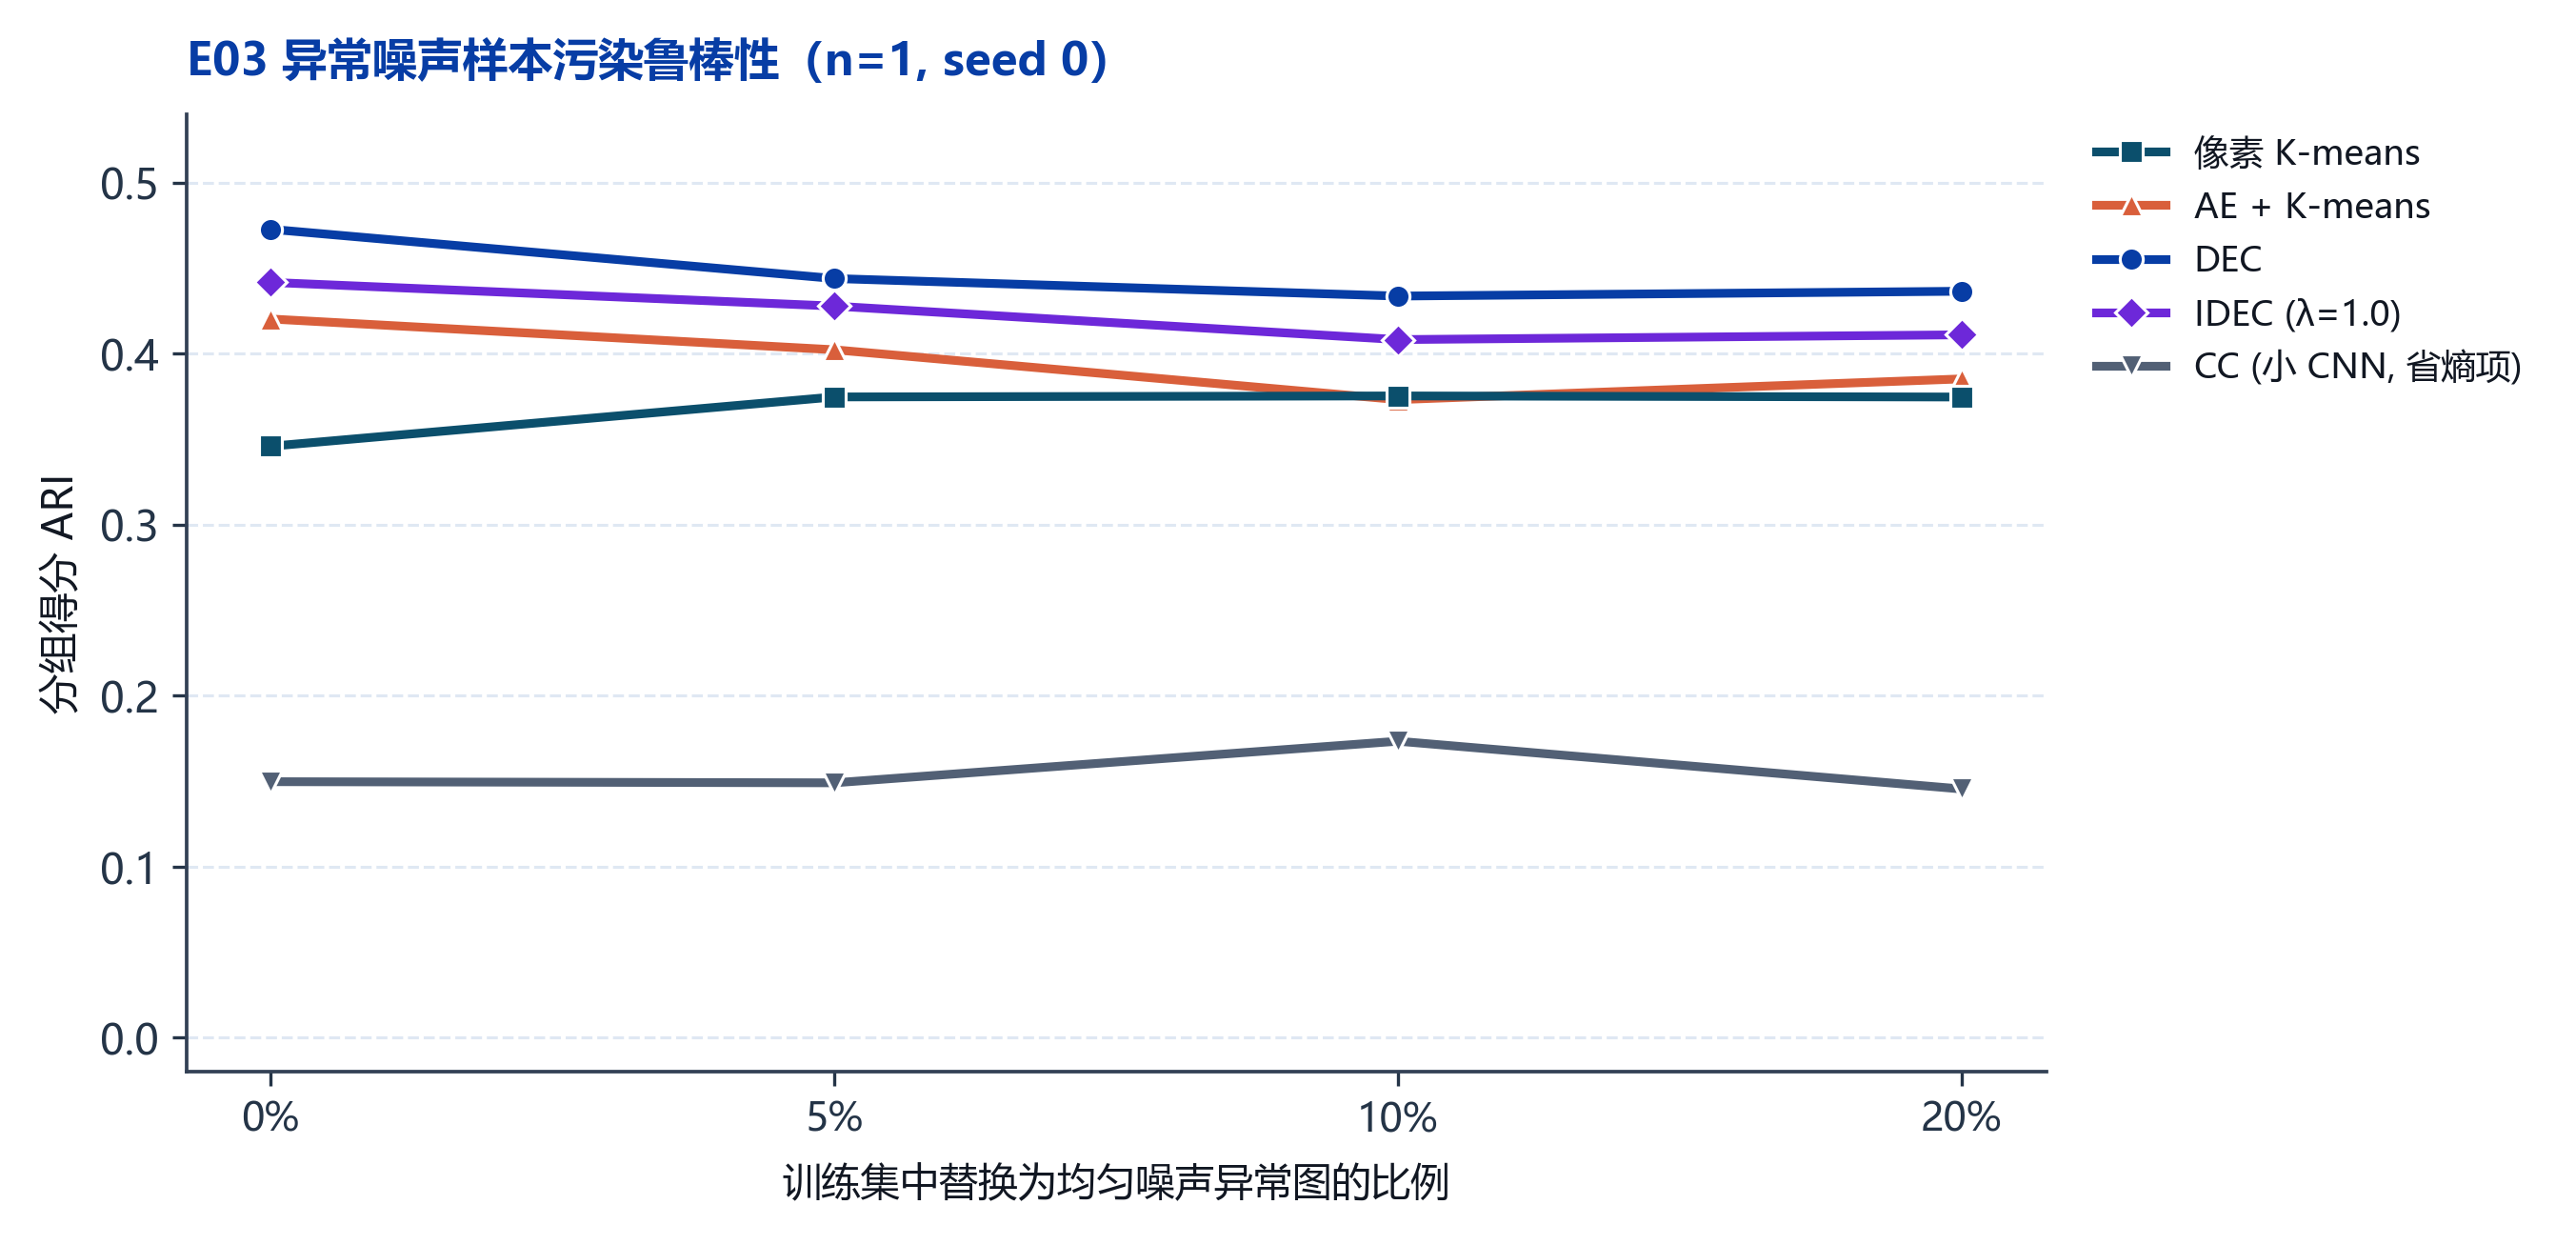 E03 异常噪声样本污染鲁棒性 (n=1, seed 0)
像素 K-means
AE + K-means
DEC
IDEC (λ=1.0)
CC (小 CNN, 省熵项)
分组得分 ARI
0.5
0.4
0.3
0.2
0.1
0.0
0%
5%
10%
20%
训练集中替换为均匀噪声异常图的比例